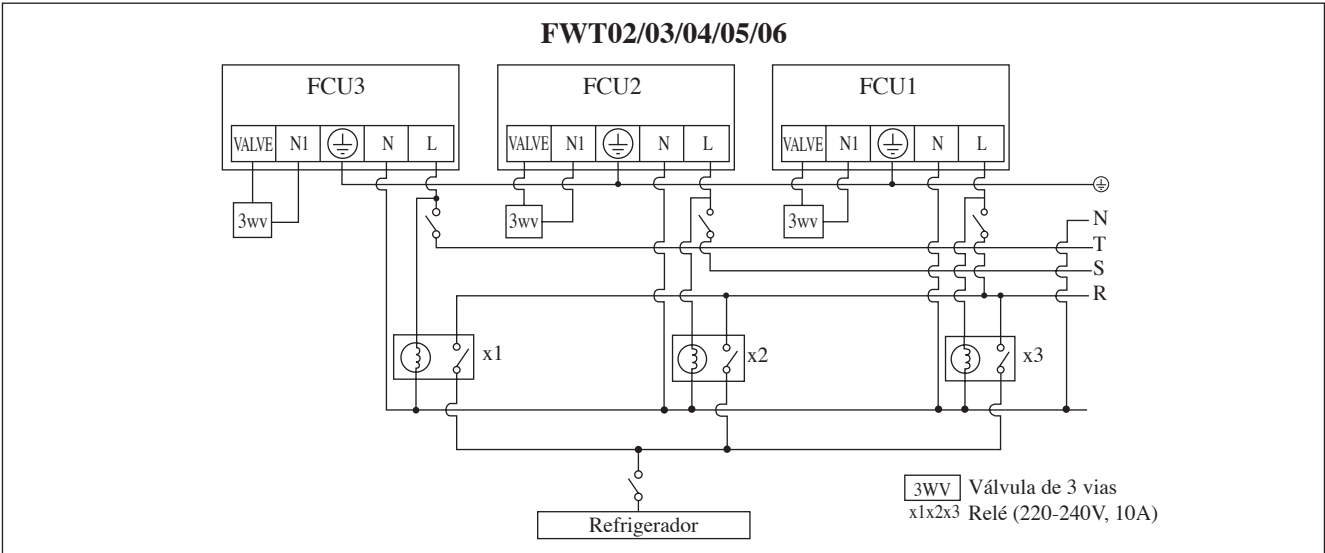 FWT02/03/04/05/06
FCU3 FCU2 FCU1
VALVE N1 N L VALVE N1 N L VALVE N1 N L
3wv 3wv 3wv
N
T
S
R
x1 x2 x3
3WV Válvula de 3 vias
x1x2x3 Relé (220-240V, 10A)
Refrigerador